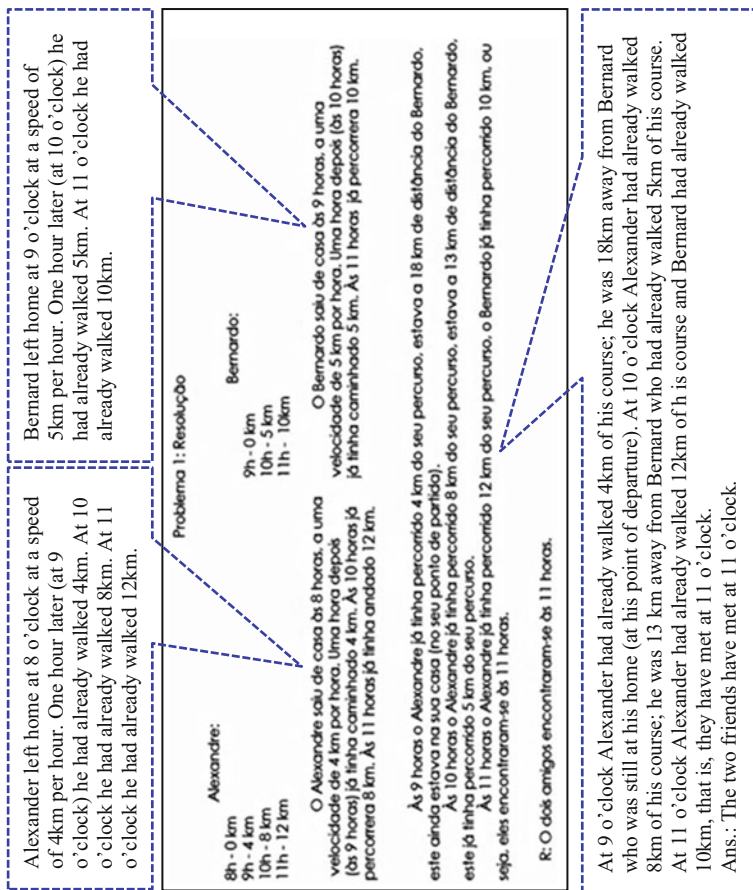 Alexander left home at 8 o'clock at a speed
of 4km per hour. One hour later (at 9
o'clock) he had already walked 4km. At 10
o'clock he had already walked 8km. At 11
o'clock he had already walked 12km.
Bernard left home at 9 o'clock at a speed of
5km per hour. One hour later (at 10 o'clock) he
had already walked 5km. At 11 o'clock he had
already walked 10km.
Problema 1: Resolução
Alexandre:
8h - 0 km
9h - 4 km
10h - 8 km
11h - 12 km
Bernardo:
9h - 0 km
10h - 5 km
11h - 10km
O Alexandre saiu de casa às 8 horas, a uma
velocidade de 4 km por hora. Uma hora depois
(às 9 horas) já tinha caminhado 4 km. Às 10 horas já
percorrera 8 km. Às 11 horas já tinha andado 12 km.
O Bernardo saiu de casa às 9 horas, a uma
velocidade de 5 km por hora. Uma hora depois (às 10 horas)
já tinha caminhado 5 km. Às 11 horas já percorrera 10 km.
Às 9 horas o Alexandre já tinha percorrido 4 km do seu percurso, estava a 18 km de distância do Bernardo,
este ainda estava na sua casa (no seu ponto de partida).
Às 10 horas o Alexandre já tinha percorrido 8 km do seu percurso, estava a 13 km de distância do Bernardo,
este já tinha percorrido 5 km do seu percurso.
Às 11 horas o Alexandre já tinha percorrido 12 km do seu percurso, o Bernardo já tinha percorrido 10 km, ou
seja, eles encontraram-se às 11 horas.
R: O dois amigos encontraram-se às 11 horas.
At 9 o'clock Alexander had already walked 4km of his course; he was 18km away from Bernard
who was still at his home (at his point of departure). At 10 o'clock Alexander had already walked
8km of his course; he was 13 km away from Bernard who had already walked 5km of his course.
At 11 o'clock Alexander had already walked 12km of h is course and Bernard had already walked
10km, that is, they have met at 11 o'clock.
Ans.: The two friends have met at 11 o'clock.